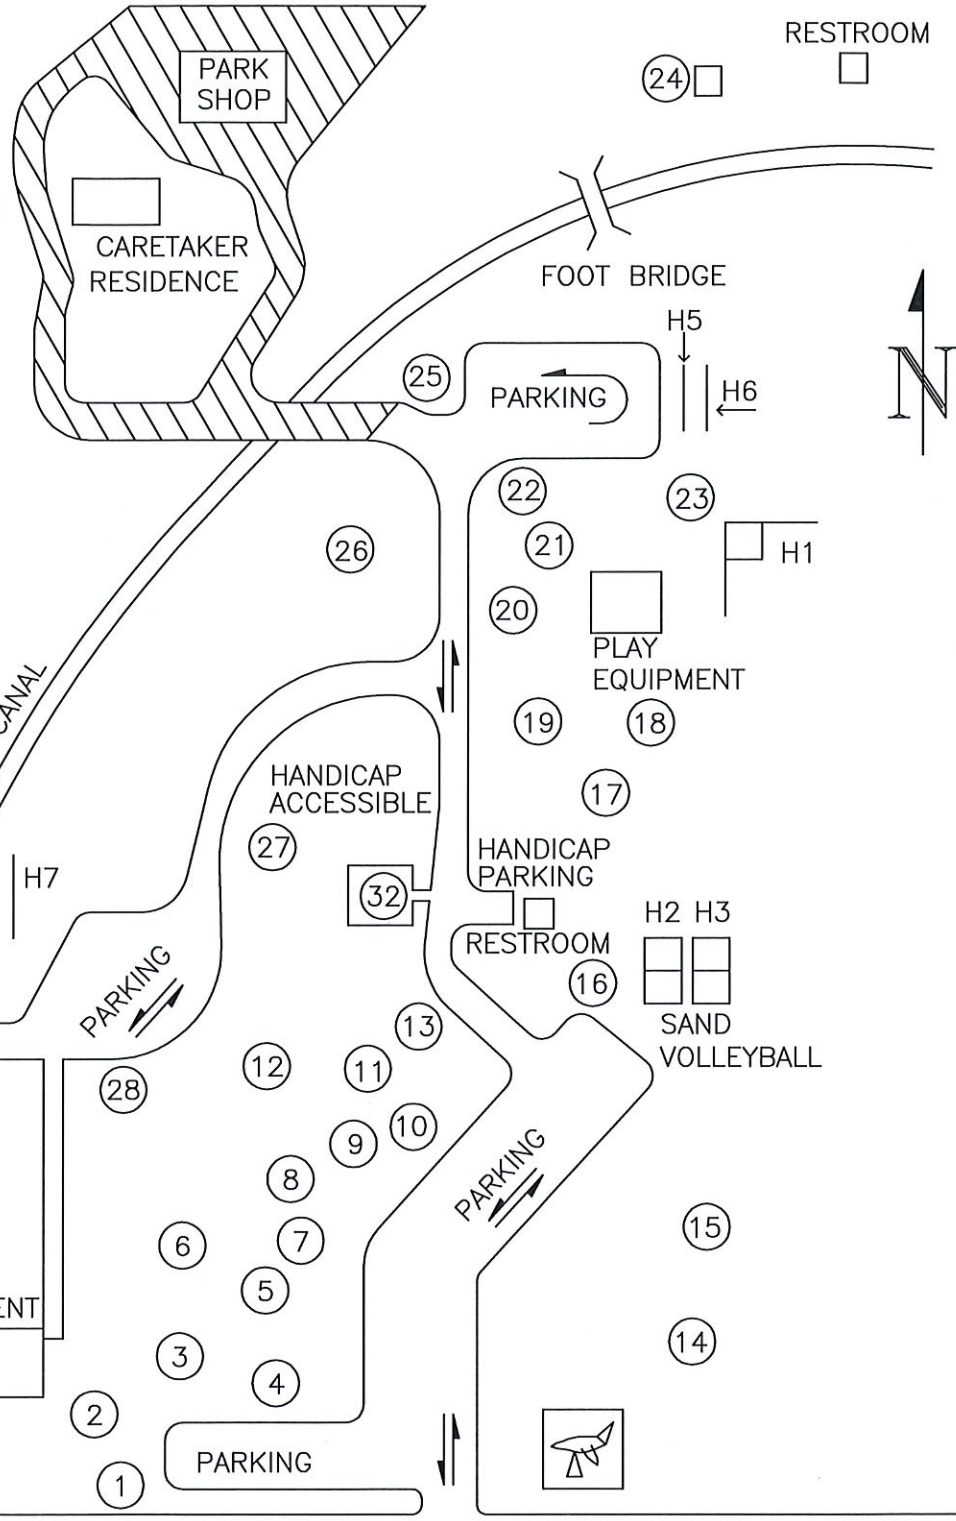 RESTROOM
PARK
SHOP
24
CARETAKER
RESIDENCE
FOOT BRIDGE
H5
25
PARKING
H6
N
22
23
21
26
H1
20
PLAY
EQUIPMENT
CANAL
19
18
HANDICAP
ACCESSIBLE
17
27
HANDICAP
PARKING
H7
32
H2 H3
RESTROOM
16
PARKING
13
SAND
VOLLEYBALL
12
11
28
10
9
PARKING
8
15
6
7
5
ENT
14
3
4
2
PARKING
1